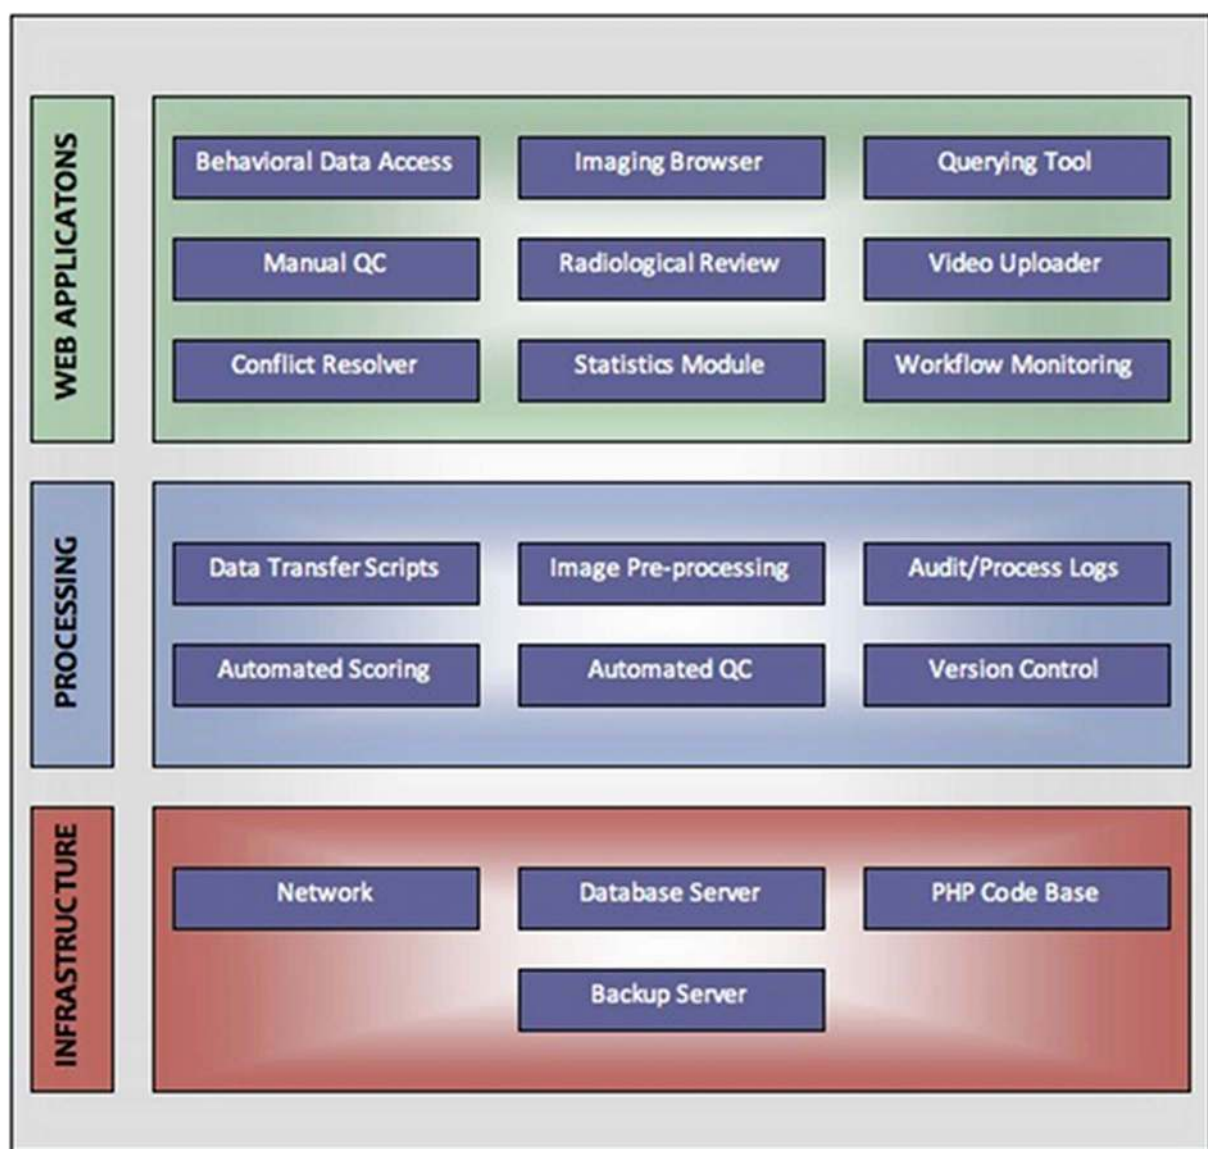 WEB APPLICATONS
Behavioral Data Access
Imaging Browser
Querying Tool
Manual QC
Radiological Review
Video Uploader
Conflict Resolver
Statistics Module
Workflow Monitoring
PROCESSING
Data Transfer Scripts
Image Pre-processing
Audit/Process Logs
Automated Scoring
Automated QC
Version Control
INFRASTRUCTURE
Network
Database Server
PHP Code Base
Backup Server